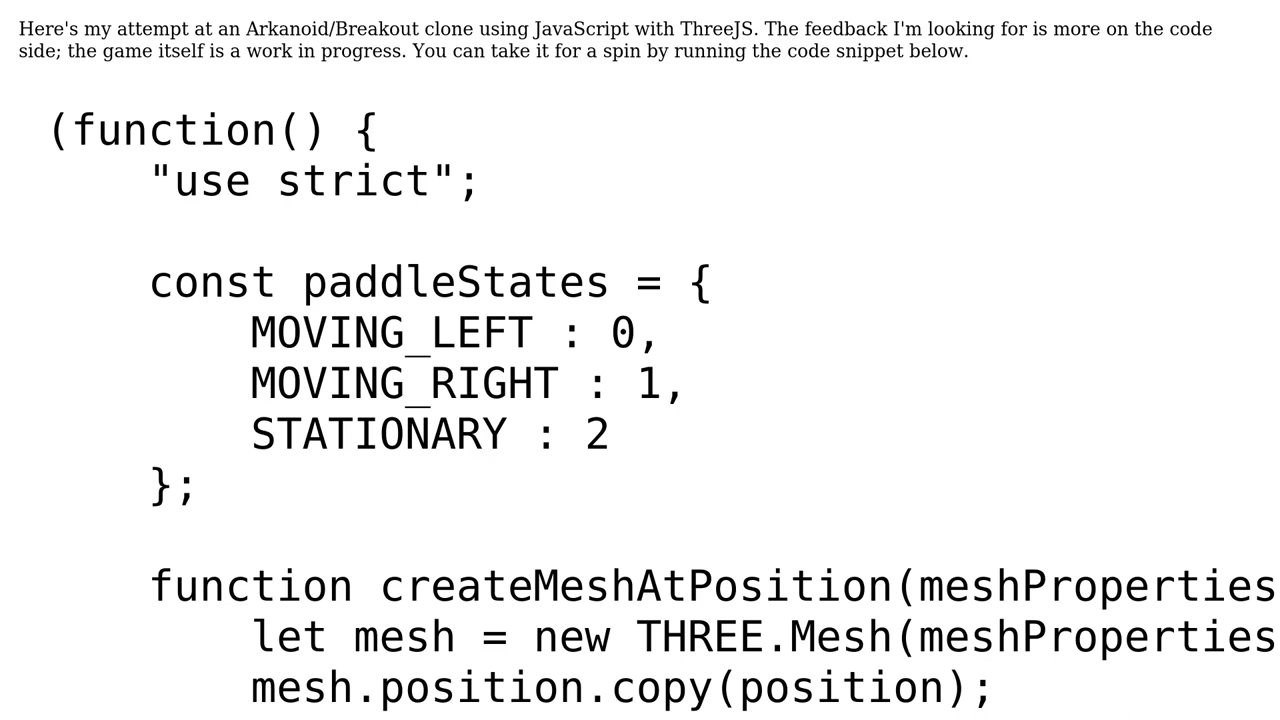 Here's my attempt at an Arkanoid/Breakout clone using JavaScript with ThreeJS. The feedback I'm looking for is more on the code
side; the game itself is a work in progress. You can take it for a spin by running the code snippet below.
(function() {
    "use strict";
    const paddleStates = {
        MOVING_LEFT : 0,
        MOVING_RIGHT : 1,
        STATIONARY : 2
    };
    function createMeshAtPosition(meshProperties
        let mesh = new THREE.Mesh(meshProperties
        mesh.position.copy(position);